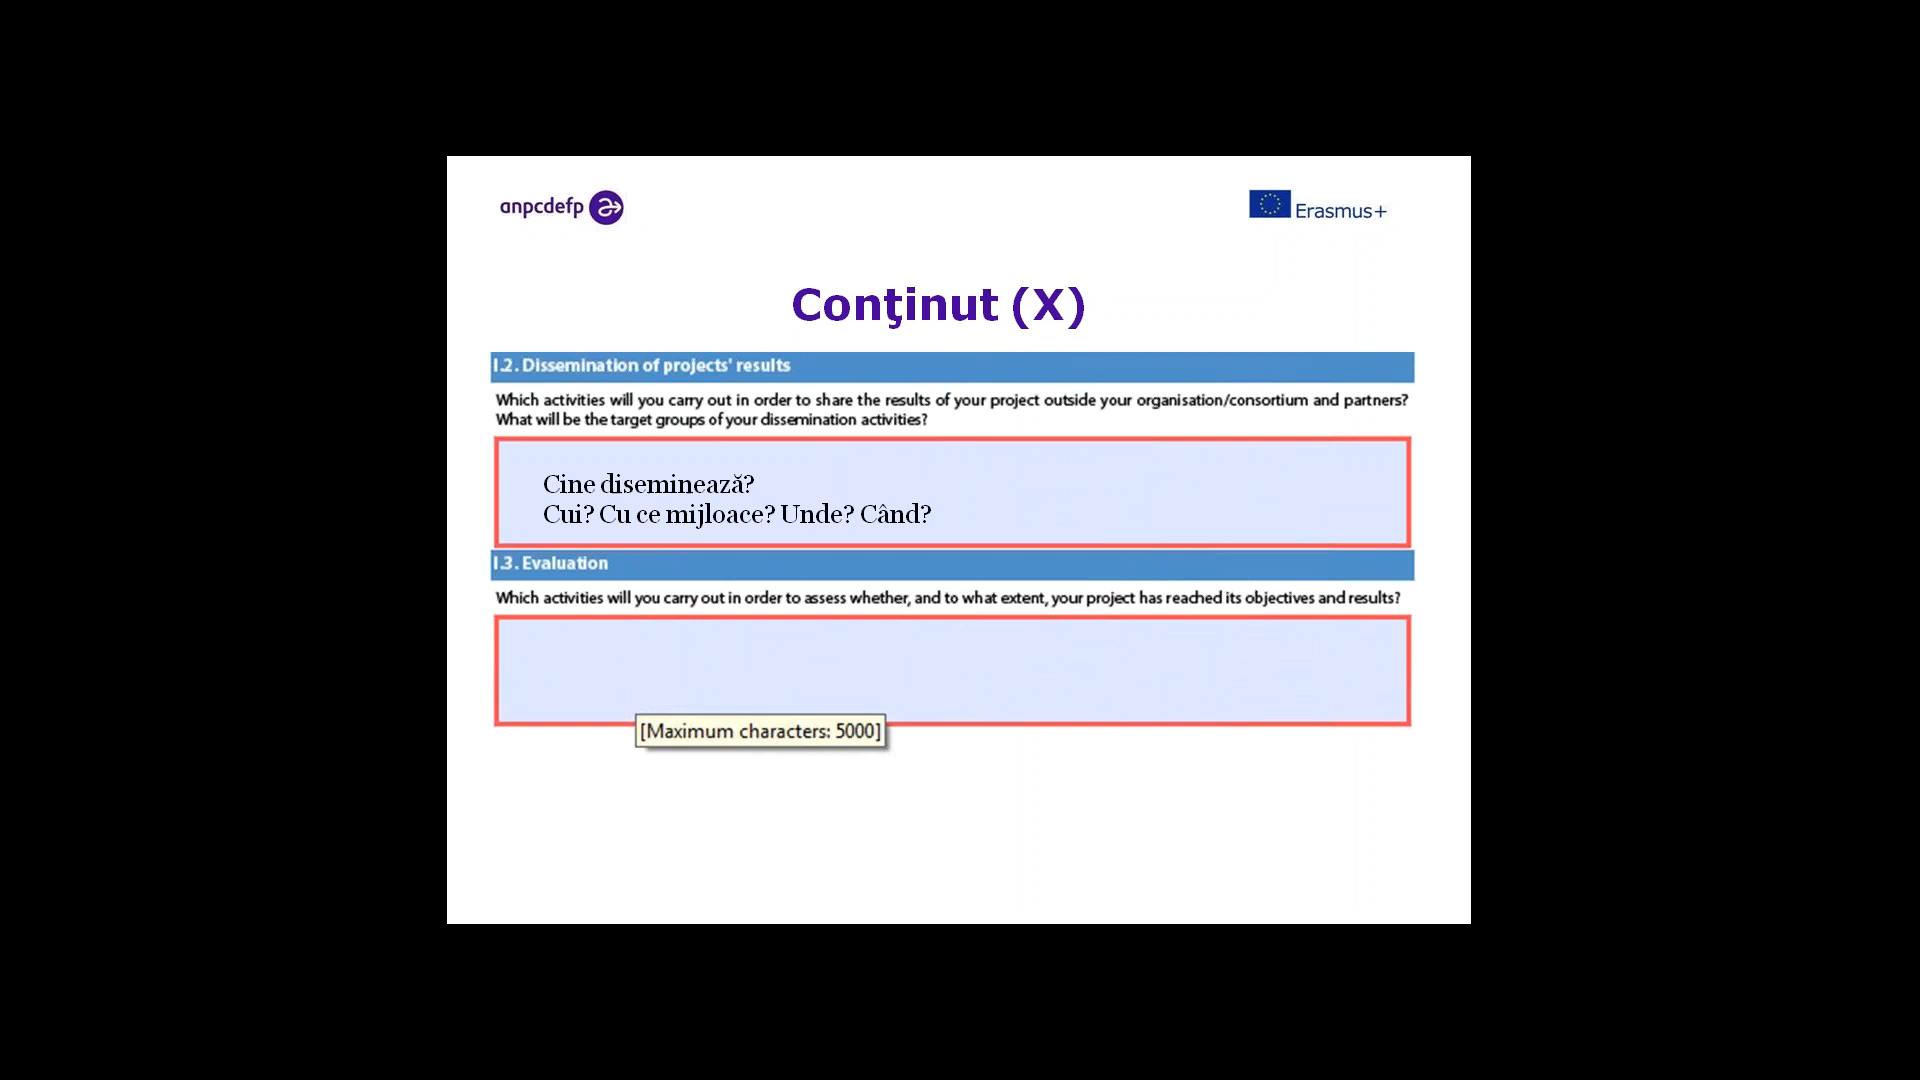 anpcdefp
Erasmus+
Conţinut (X)
I.2. Dissemination of projects' results
Which activities will you carry out in order to share the results of your project outside your organisation/consortium and partners?
What will be the target groups of your dissemination activities?
Cine diseminează?
Cui? Cu ce mijloace? Unde? Când?
I.3. Evaluation
Which activities will you carry out in order to assess whether, and to what extent, your project has reached its objectives and results?
[Maximum characters: 5000]